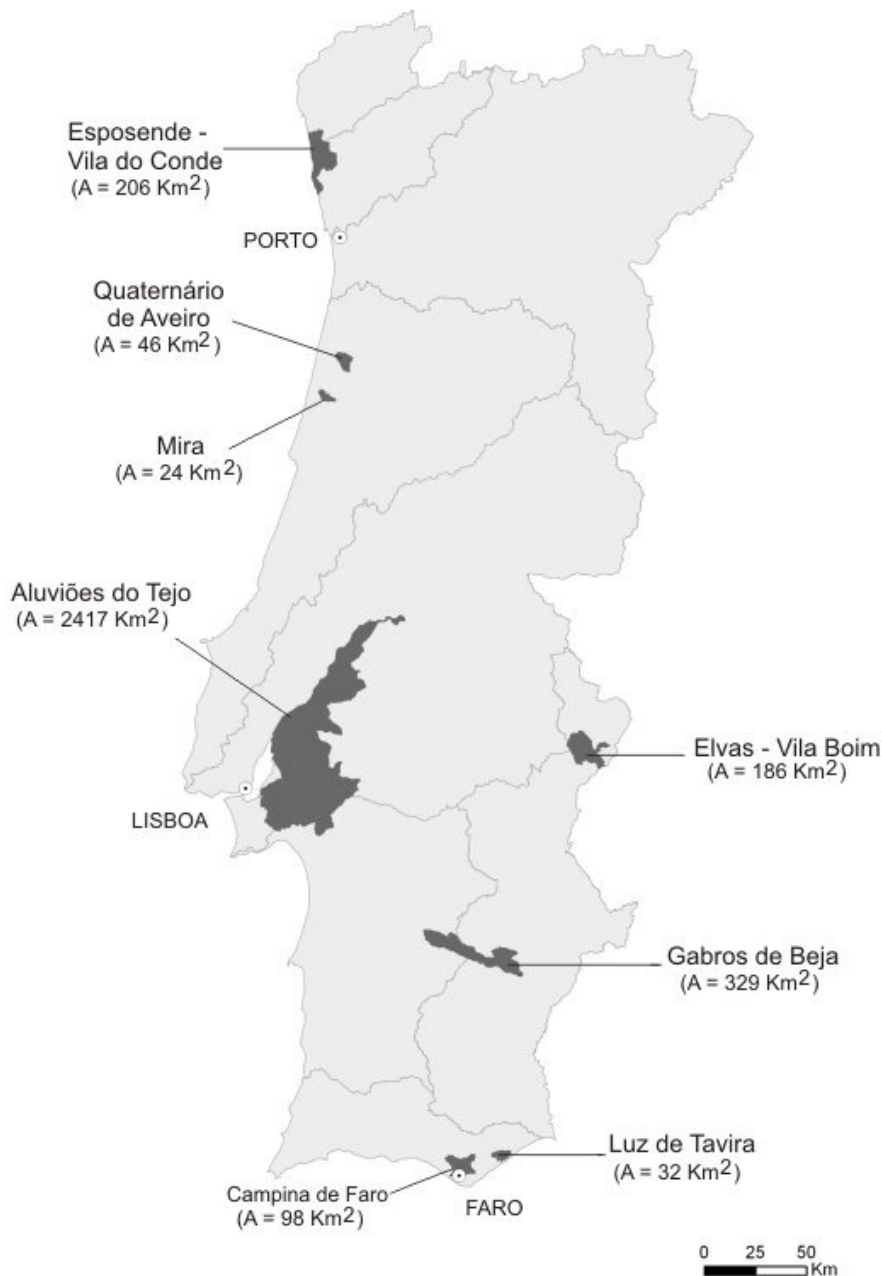 Esposende -
Vila do Conde
(A = 206 Km²)
PORTO
Quaternário
de Aveiro
(A = 46 Km²)
Mira
(A = 24 Km²)
Aluviões do Tejo
(A = 2417 Km²)
Elvas - Vila Boim
(A = 186 Km²)
LISBOA
Gabros de Beja
(A = 329 Km²)
Luz de Tavira
(A = 32 Km²)
Campina de Faro
(A = 98 Km²)
FARO
0 25 50
Km